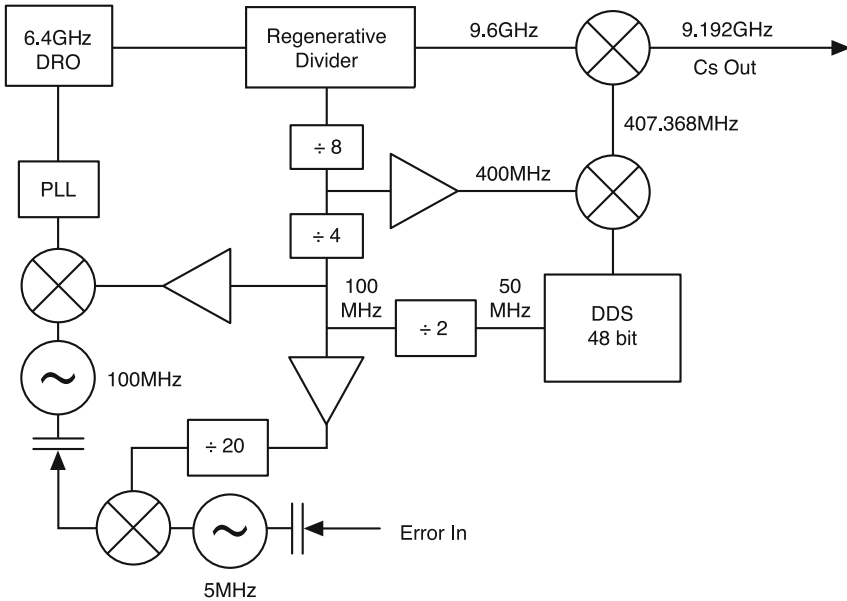 6.4GHz
DRO
Regenerative
Divider
9.6GHz
9.192GHz
Cs Out
÷ 8
407.368MHz
PLL
400MHz
÷ 4
100
MHz
50
MHz
÷ 2
DDS
48 bit
100MHz
÷ 20
Error In
5MHz